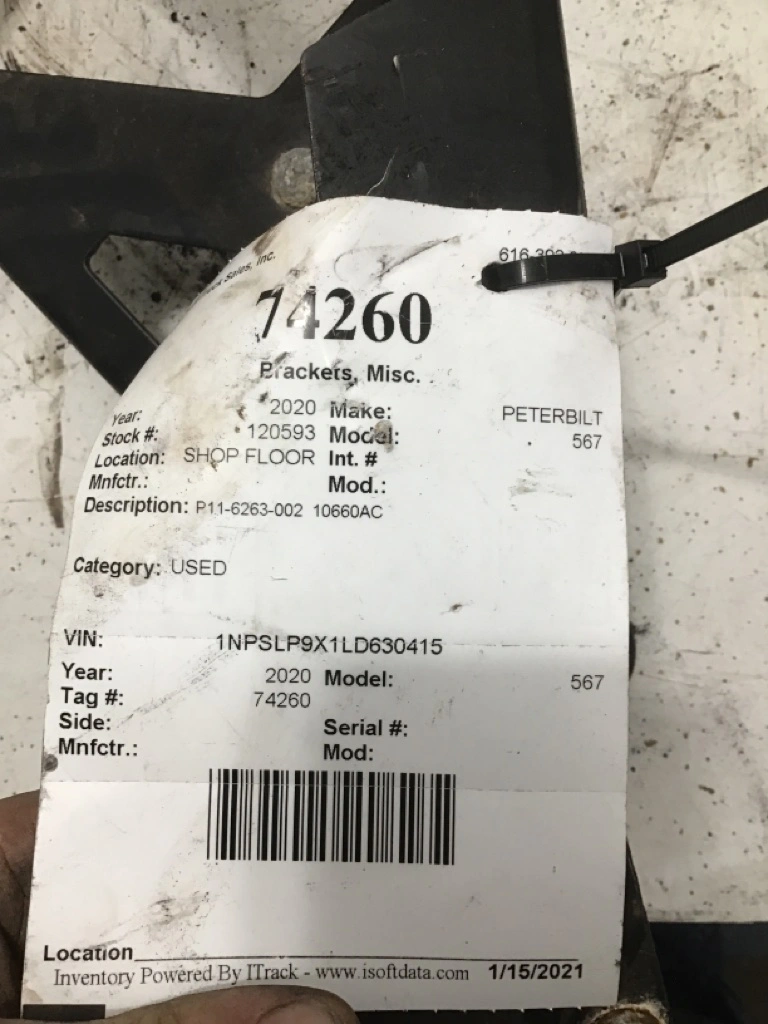 Sales, Inc.
616
74260
Brackets, Misc.
Year: 2020 Make: PETERBILT
Stock #: 120593 Model: 567
Location: SHOP FLOOR Int. #
Mnfctr.: Mod.:
Description: P11-6263-002 10660AC
Category: USED
VIN: 1NPSLP9X1LD630415
Year: 2020 Model: 567
Tag #: 74260
Side: Serial #:
Mnfctr.: Mod:
Location
Inventory Powered By ITrack - www.isoftdata.com 1/15/2021